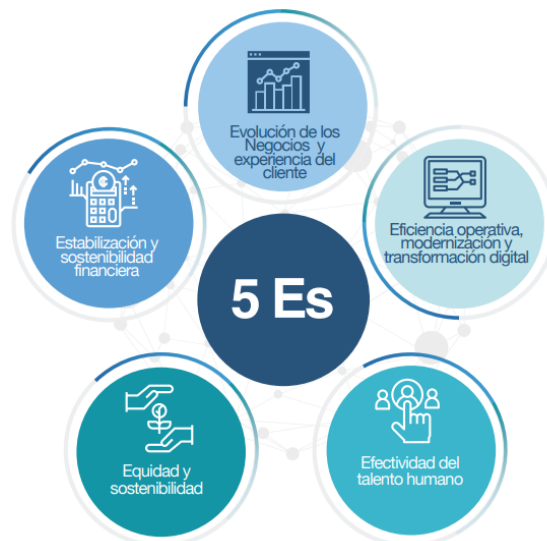 Evolución de los
Negocios y
experiencia del
cliente
Eficiencia operativa,
modernización y
transformación digital
Efectividad del
talento humano
Equidad y
sostenibilidad
Estabilización y
sostenibilidad
financiera
5 Es